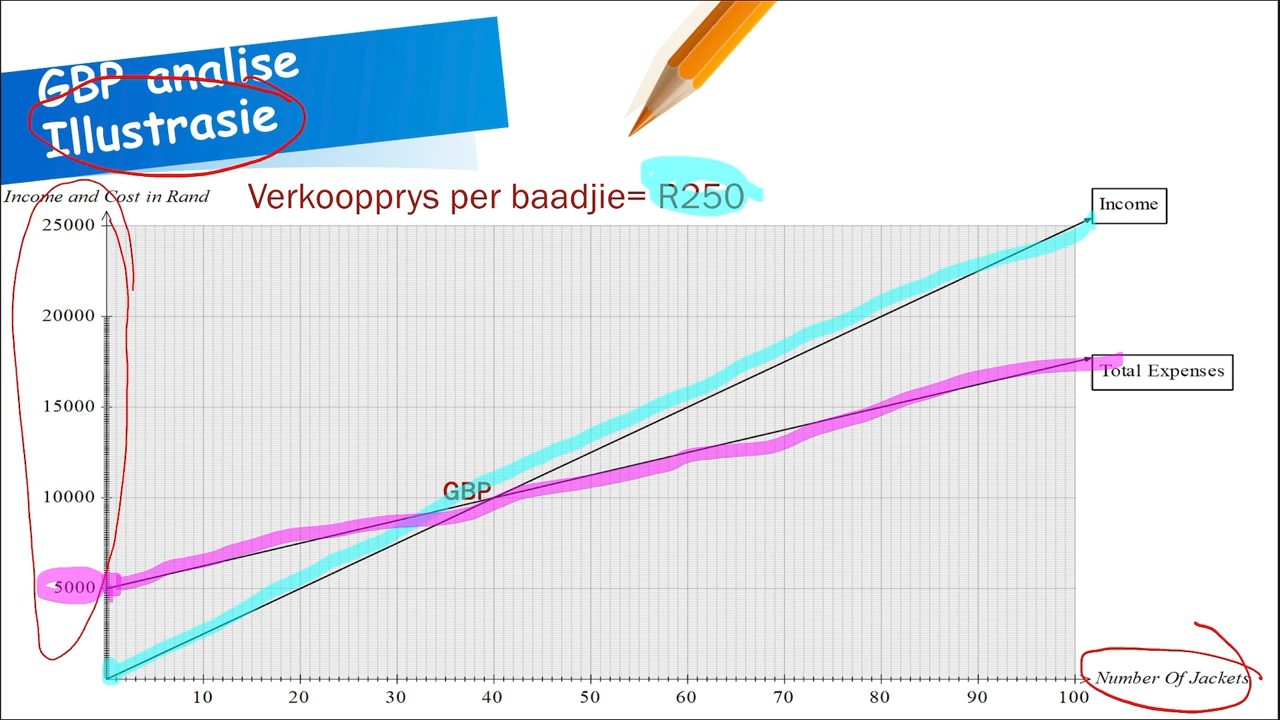 GBP analise
Illustrasie
Income and Cost in Rand
Verkoopprys per baadjie= R250
Income
25000
20000
Total Expenses
15000
GBP
10000
5000
10 20 30 40 50 60 70 80 90 100
Number Of Jackets